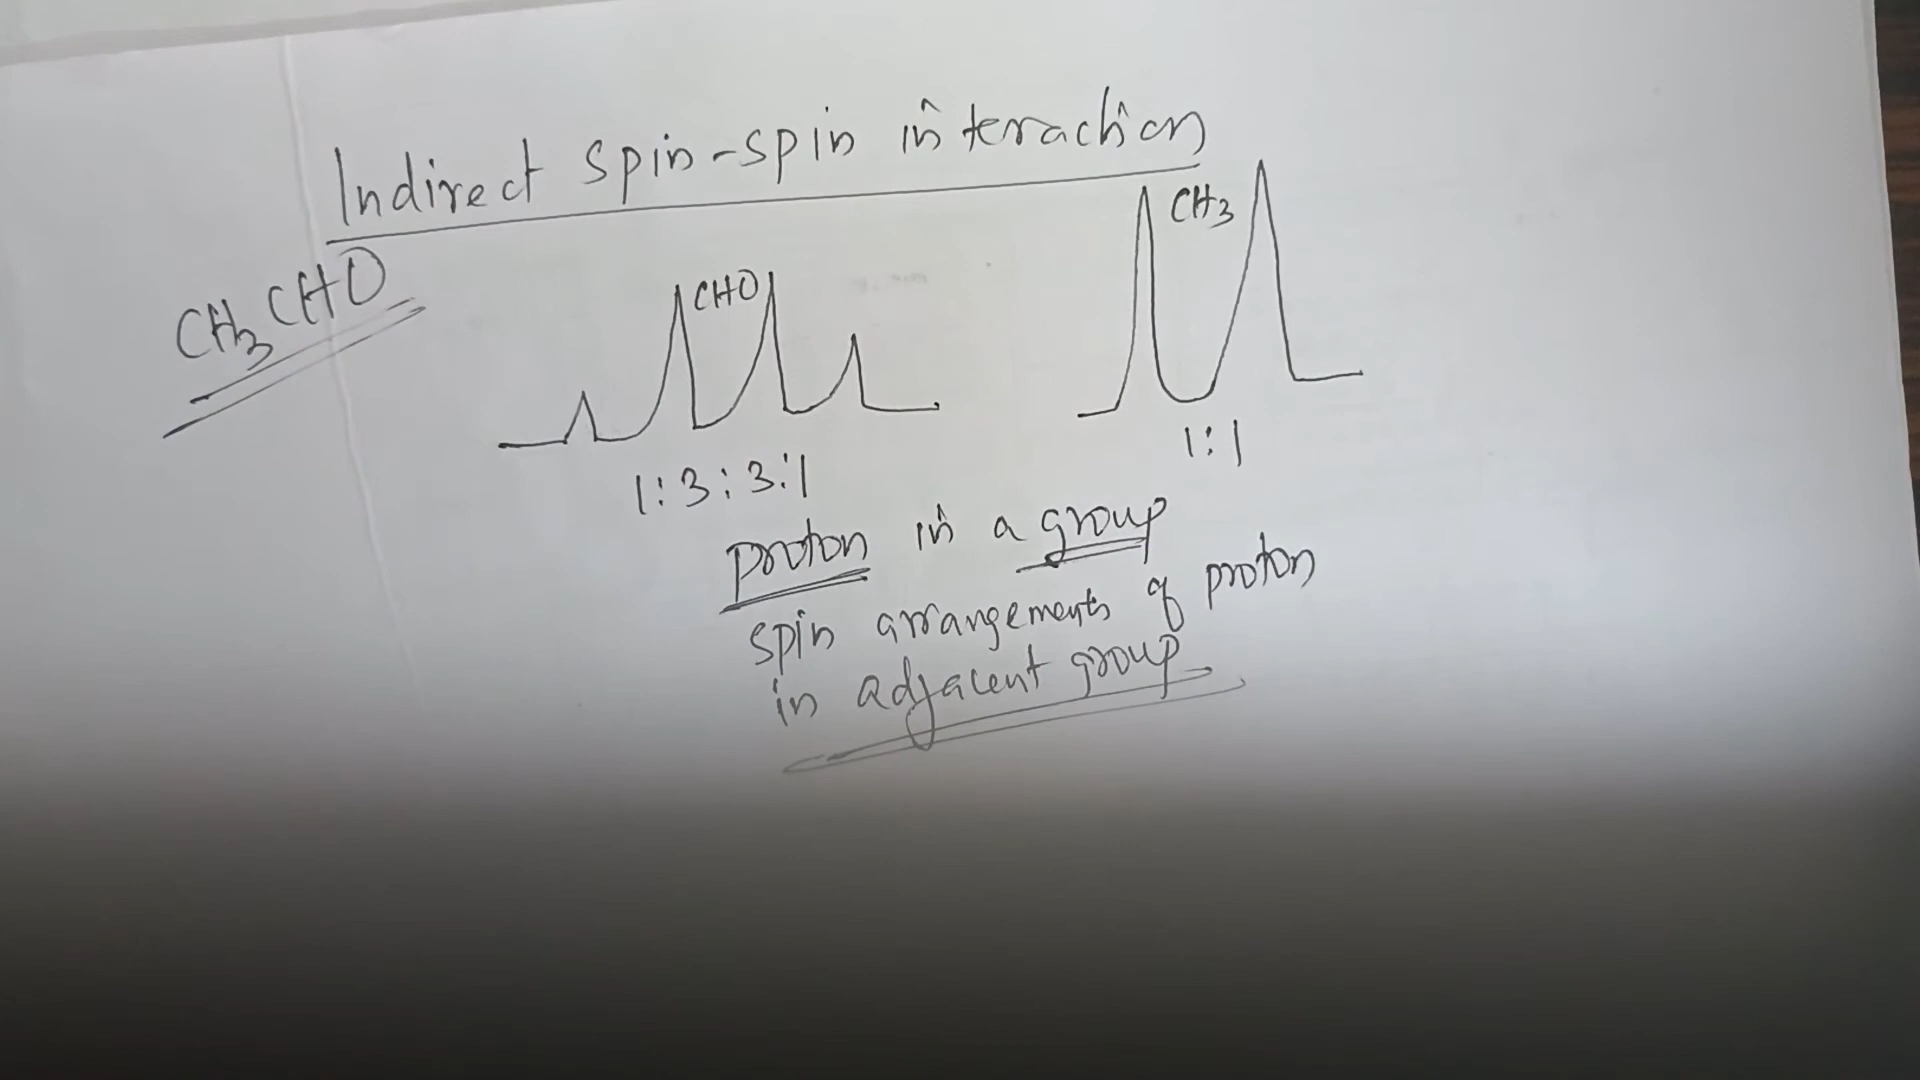 Indirect spin-spin interaction
CH3CHO
CHO
CH3
1:3:3:1
1:1
proton in a group
spin arrangements of proton
in adjacent group